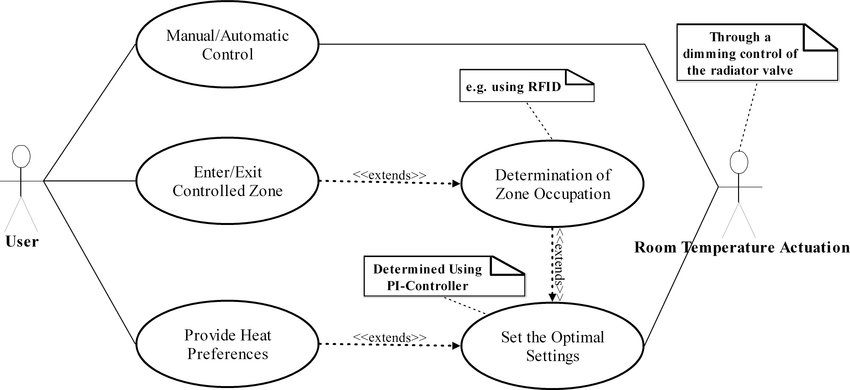 Manual/Automatic
Control
Through a
dimming control of
the radiator valve
e.g. using RFID
Enter/Exit
Controlled Zone
<<extends>>
Determination of
Zone Occupation
User
Room Temperature Actuation
<<extends>>
Determined Using
PI-Controller
Provide Heat
Preferences
<<extends>>
Set the Optimal
Settings